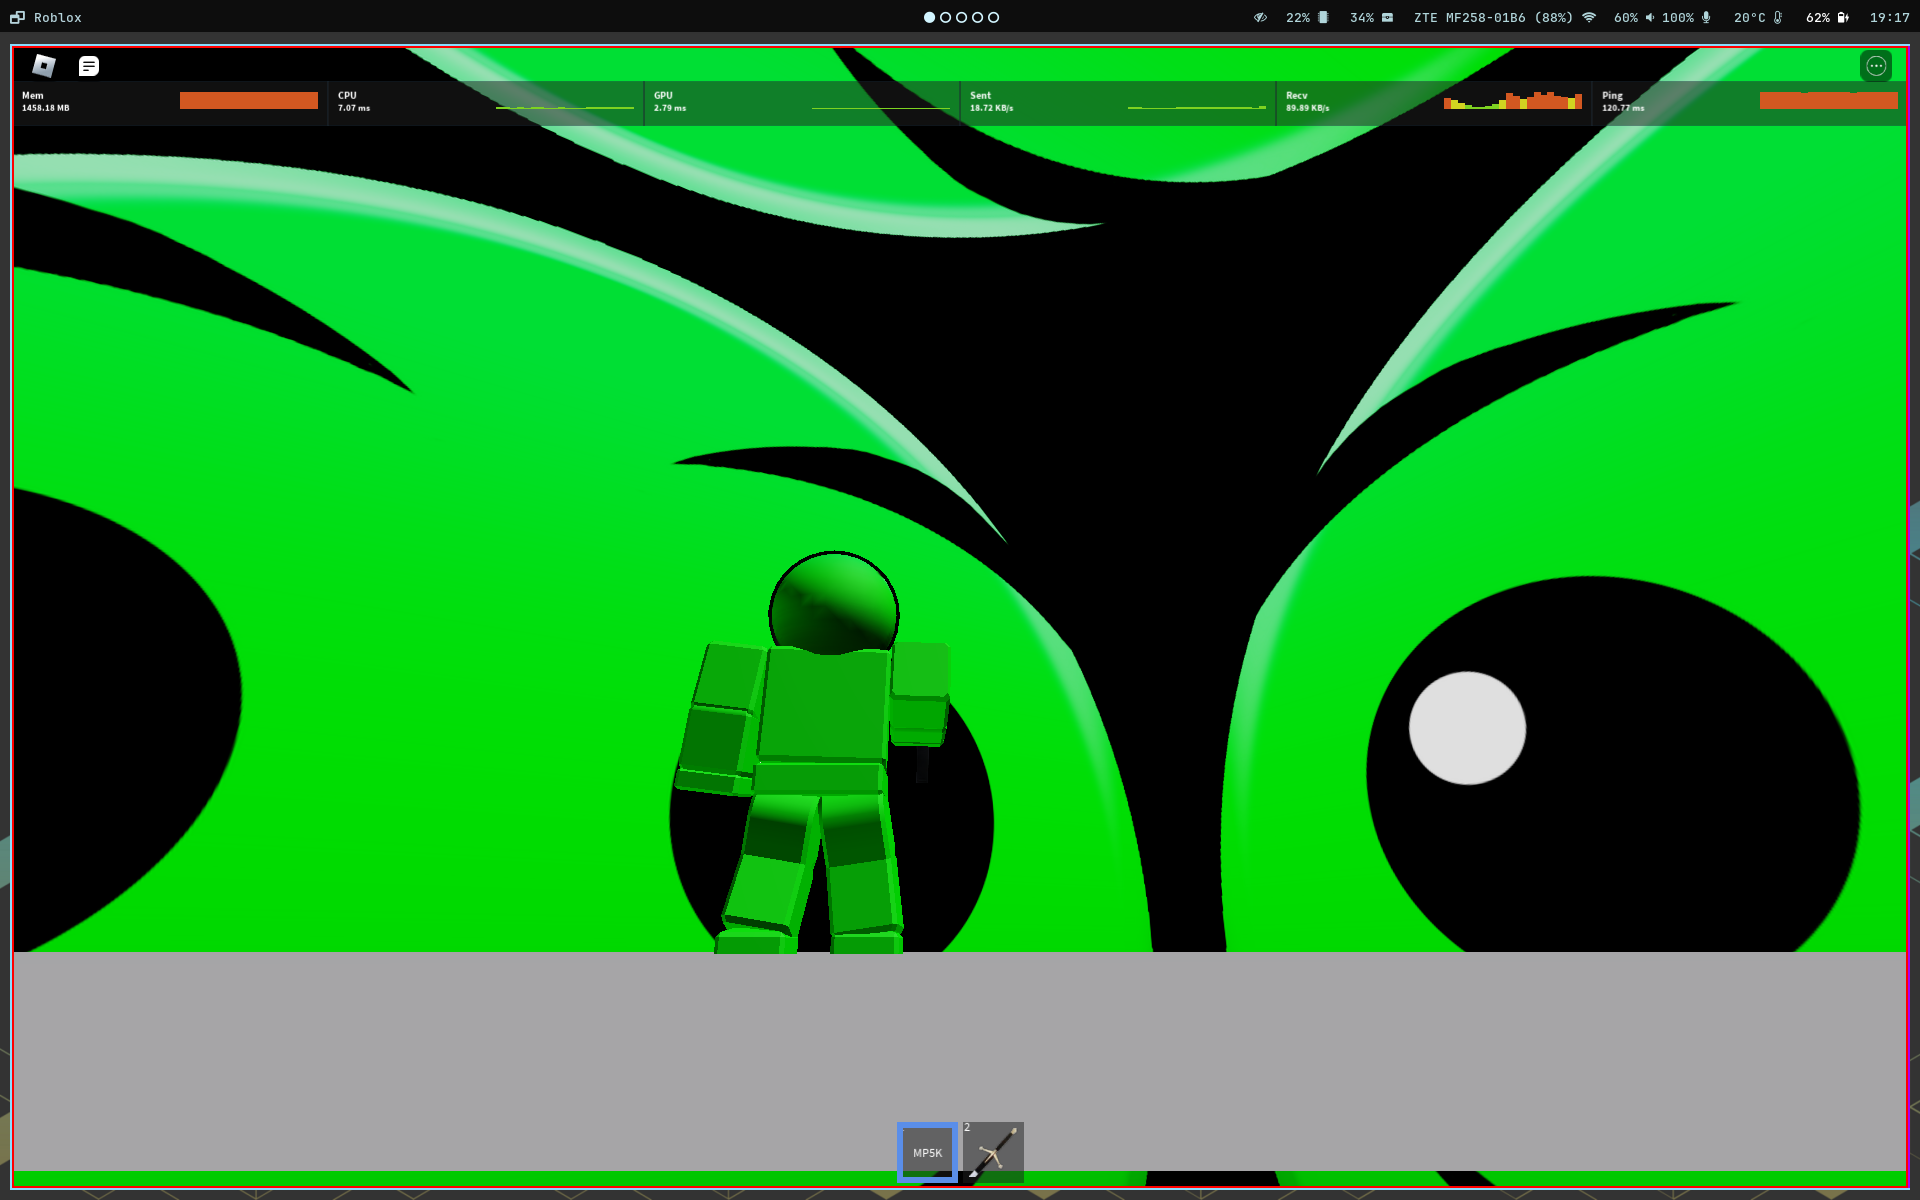 Roblox
22%
34%
ZTE MF258-01B6 (88%)
60%
100%
20°C
62%
19:17
Mem
1458.18 MB
CPU
7.07 ms
GPU
2.79 ms
Sent
18.72 KB/s
Recv
89.89 KB/s
Ping
120.77 ms
MP5K
2